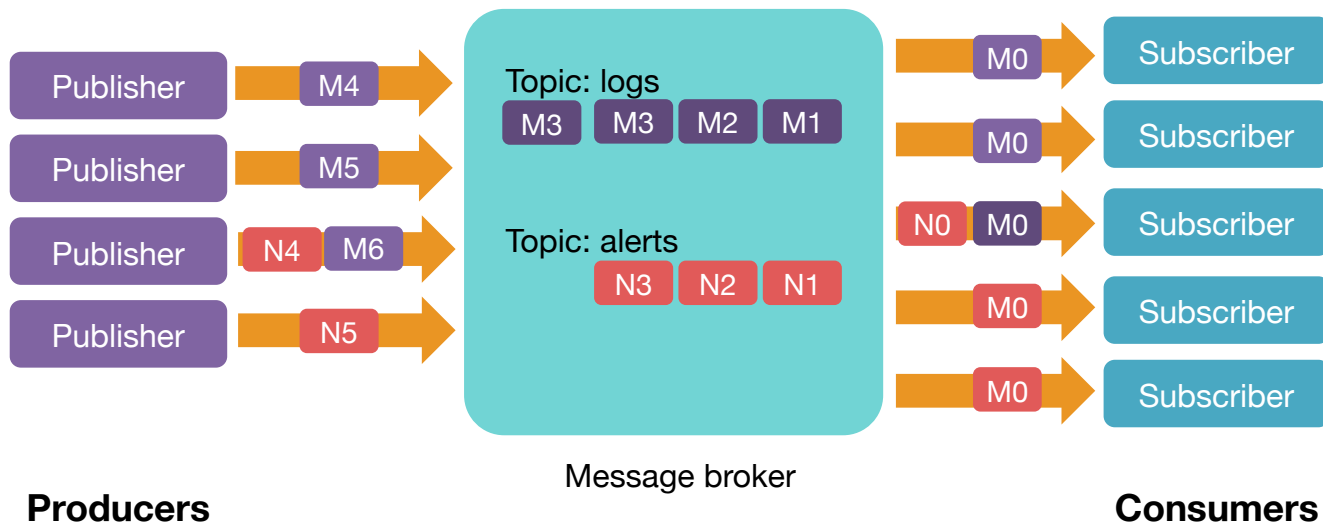 Publisher
M4
Publisher
M5
Publisher
N4 M6
Publisher
N5
Topic: logs
M3 M3 M2 M1
Topic: alerts
N3 N2 N1
M0
Subscriber
M0
Subscriber
N0 M0
Subscriber
M0
Subscriber
M0
Subscriber
Message broker
Producers
Consumers